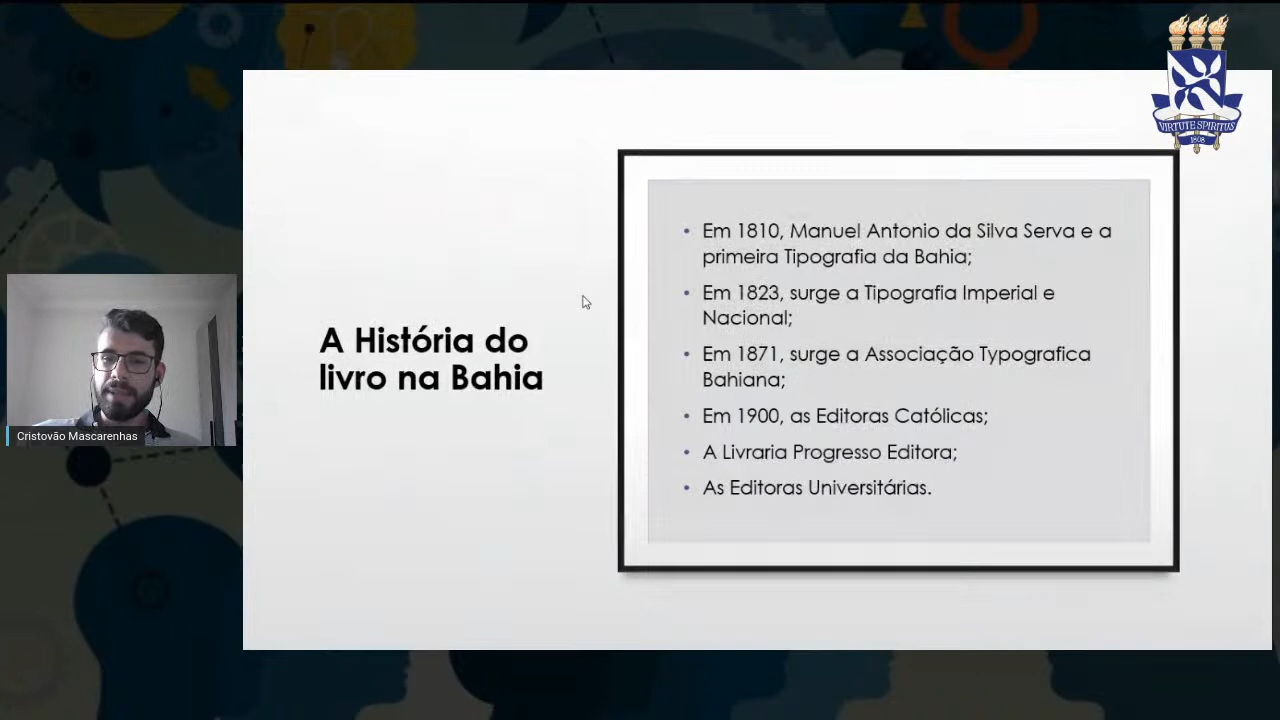 VIRTUTE SPIRITUS
1808
A História do
livro na Bahia
• Em 1810, Manuel Antonio da Silva Serva e a
primeira Tipografia da Bahia;
• Em 1823, surge a Tipografia Imperial e
Nacional;
• Em 1871, surge a Associação Typografica
Bahiana;
• Em 1900, as Editoras Católicas;
• A Livraria Progresso Editora;
• As Editoras Universitárias.
Cristovão Mascarenhas